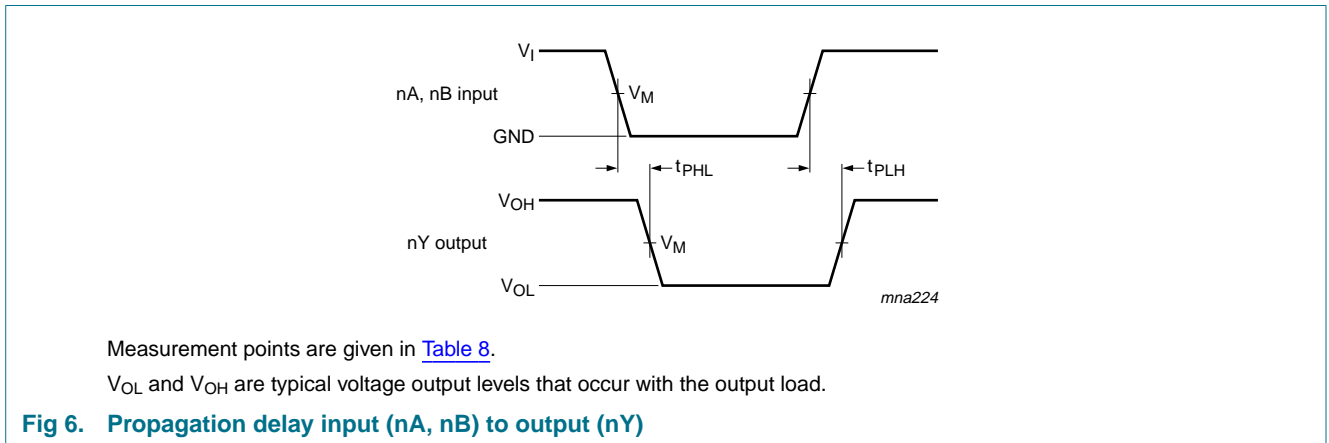 VI
nA, nB input
VM
GND
tPHL
tPLH
VOH
nY output
VM
VOL
mna224
Measurement points are given in Table 8.
VOL and VOH are typical voltage output levels that occur with the output load.
Fig 6. Propagation delay input (nA, nB) to output (nY)